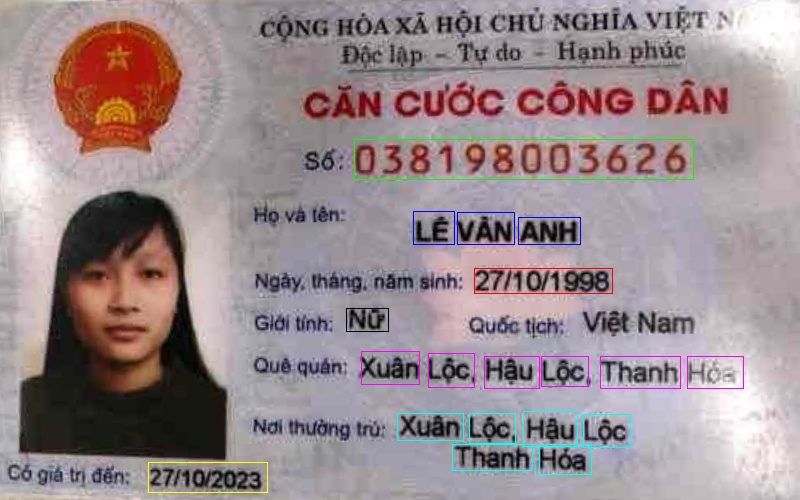 CỘNG HÒA XÃ HỘI CHỦ NGHĨA VIỆT
Độc lập – Tự do – Hạnh phúc
CĂN CƯỚC CÔNG DÂN
Số: 038198003626
Họ và tên:
LÊ VÂN ANH
Ngày, tháng, năm sinh: 27/10/1998
Giới tính: Nữ Quốc tịch: Việt Nam
Quê quán: Xuân Lộc, Hậu Lộc, Thanh Hóa
Nơi thường trú: Xuân Lộc, Hậu Lộc
Thanh Hóa
Có giá trị đến: 27/10/2023